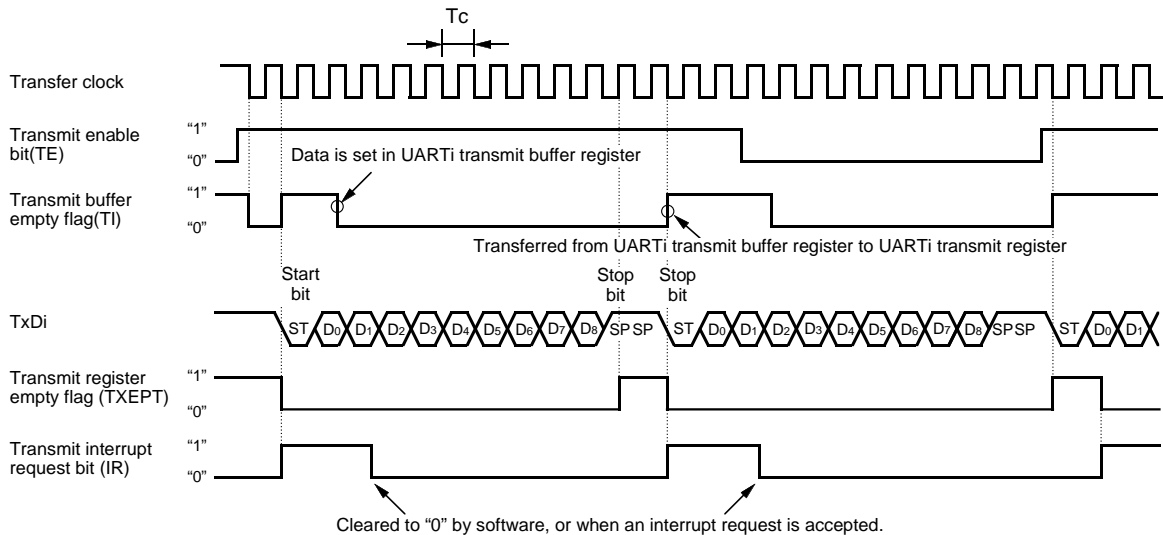 Tc
Transfer clock
Transmit enable
bit(TE)
“1”
“0”
Data is set in UARTi transmit buffer register
Transmit buffer
empty flag(TI)
“1”
“0”
Transferred from UARTi transmit buffer register to UARTi transmit register
Start
bit
Stop
bit
Stop
bit
TxDi
ST D0 D1 D2 D3 D4 D5 D6 D7 D8 SP SP ST D0 D1 D2 D3 D4 D5 D6 D7 D8 SP SP ST D0 D1
Transmit register
empty flag (TXEPT)
“1”
“0”
Transmit interrupt
request bit (IR)
“1”
“0”
Cleared to “0” by software, or when an interrupt request is accepted.